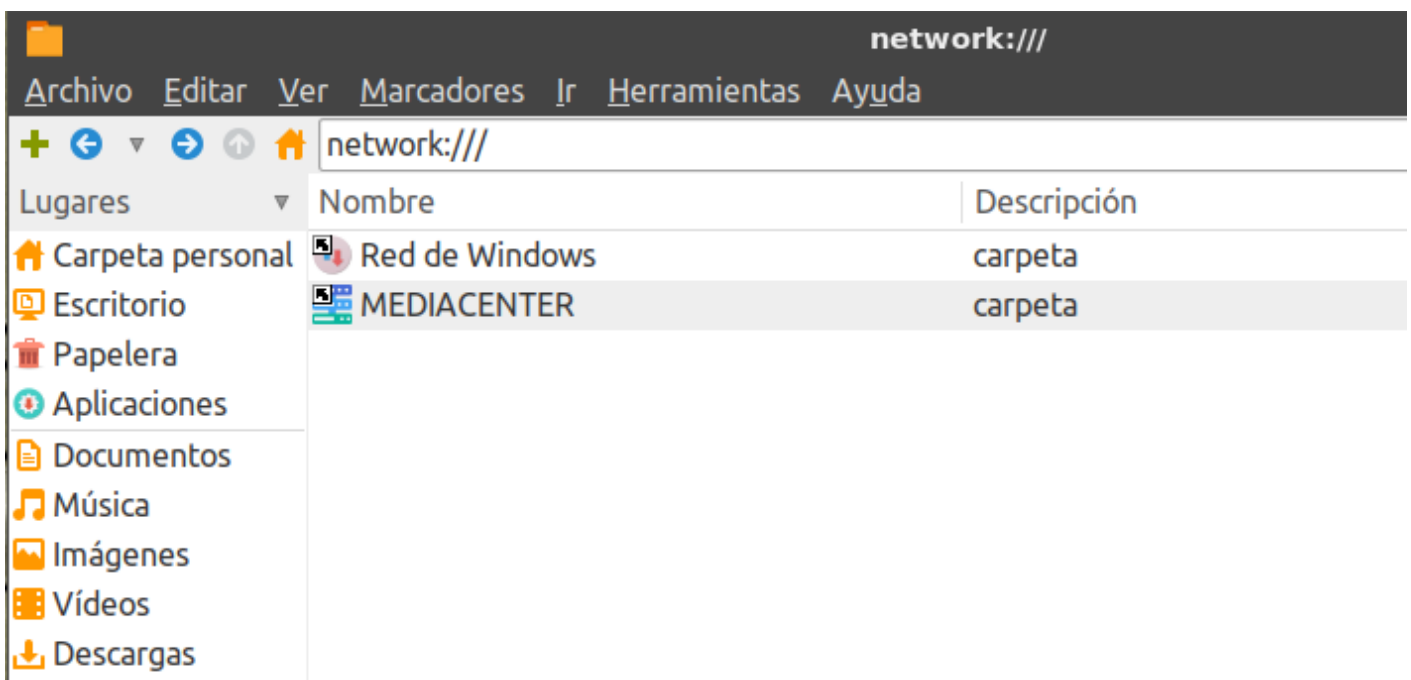 network:///
Archivo Editar Ver Marcadores Ir Herramientas Ayuda
network:///
Lugares Nombre Descripción
Carpeta personal Red de Windows carpeta
Escritorio MEDIACENTER carpeta
Papelera
Aplicaciones
Documentos
Música
Imágenes
Vídeos
Descargas